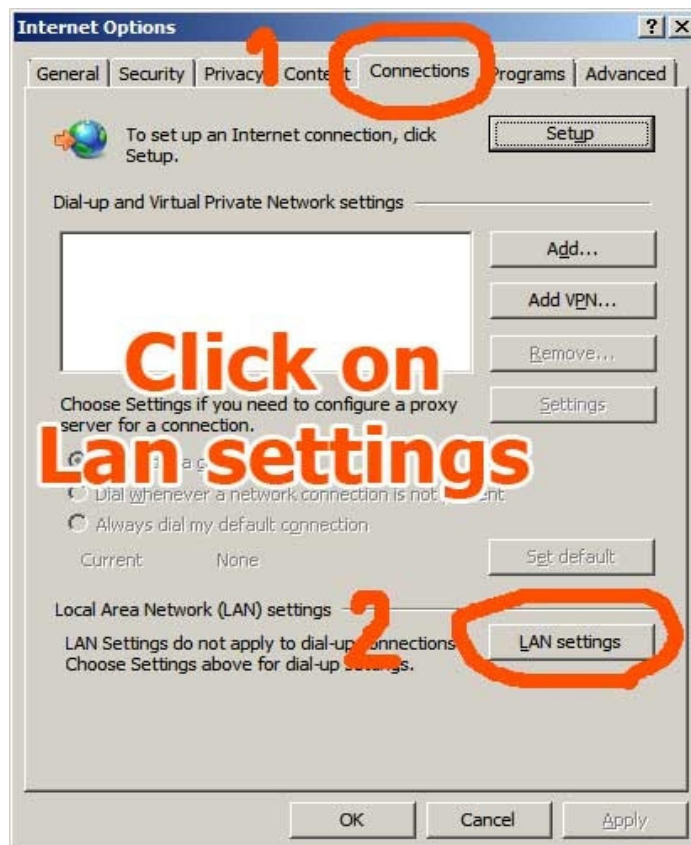 Internet Options
1
General Security Privacy Content Connections Programs Advanced
To set up an Internet connection, click
Setup.
Setup
Dial-up and Virtual Private Network settings
Add...
Add VPN...
Remove...
Click on
Choose Settings if you need to configure a proxy
server for a connection.
Settings
Lan settings
Dial whenever a network connection is not present
Always dial my default connection
Current None
Set default
Local Area Network (LAN) settings
2
LAN Settings do not apply to dial-up connections
Choose Settings above for dial-up settings.
LAN settings
OK Cancel Apply